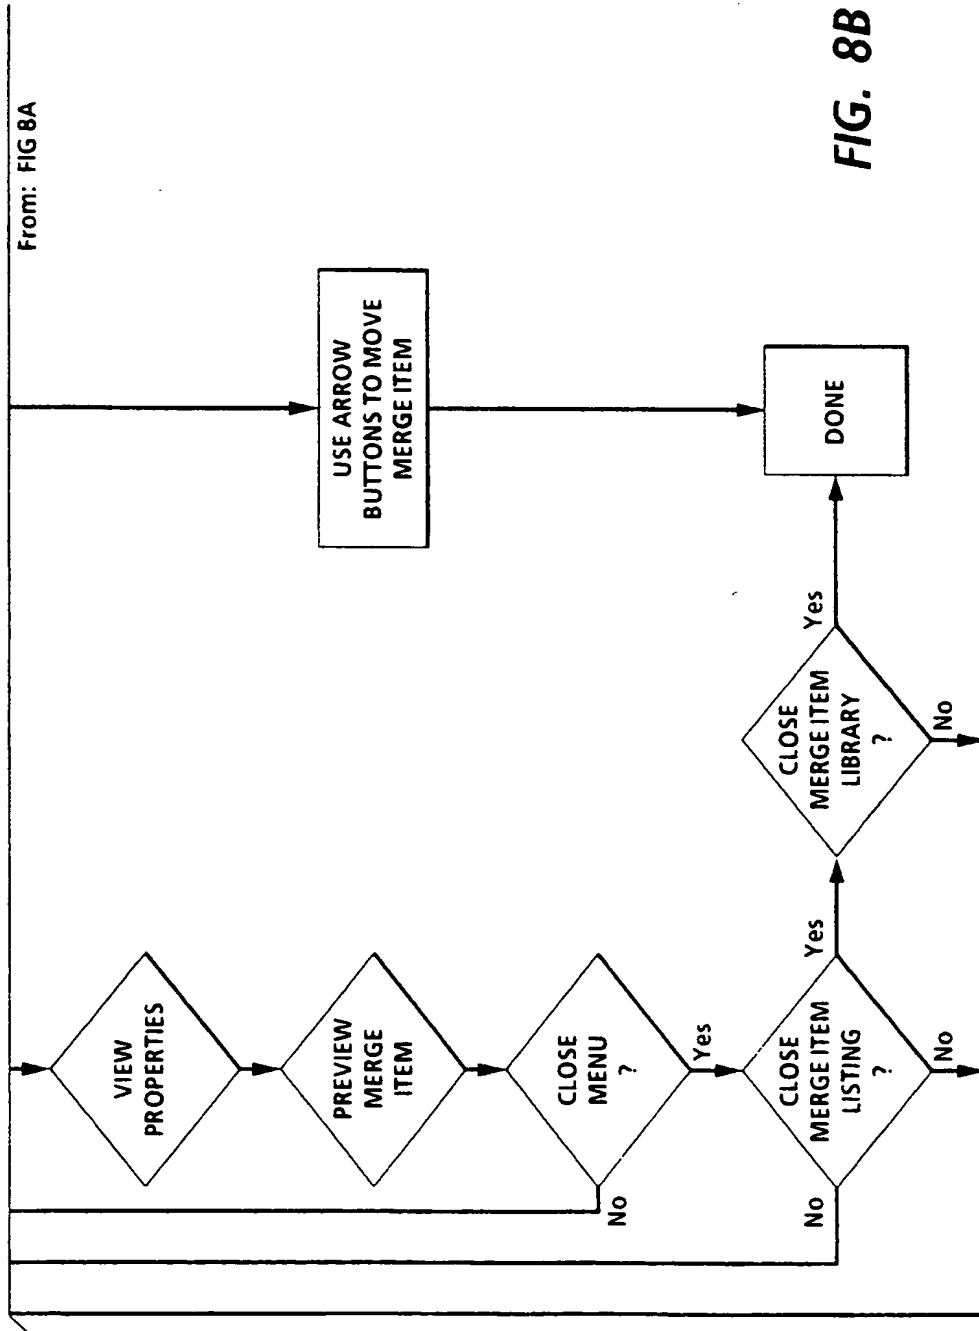 From: FIG 8A
VIEW
PROPERTIES
PREVIEW
MERGE
ITEM
USE ARROW
BUTTONS TO MOVE
MERGE ITEM
CLOSE
MENU
?
No
Yes
CLOSE
MERGE ITEM
LISTING
?
No
Yes
No
CLOSE
MERGE ITEM
LIBRARY
?
Yes
No
DONE
FIG. 8B